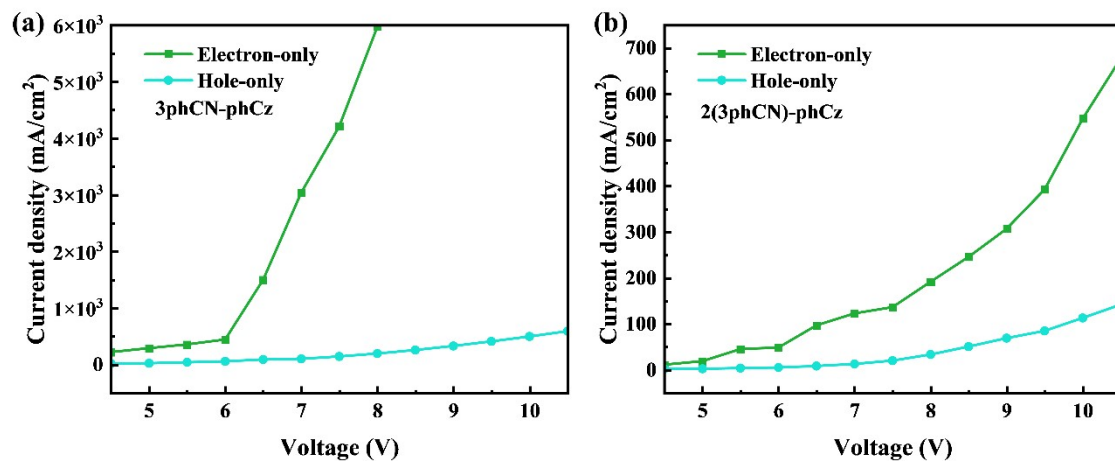 (a)
Current density (mA/cm²)
6×10³
5×10³
4×10³
3×10³
2×10³
1×10³
0
Electron-only
Hole-only
3phCN-phCz
5 6 7 8 9 10
Voltage (V)
(b)
Current density (mA/cm²)
700
600
500
400
300
200
100
0
Electron-only
Hole-only
2(3phCN)-phCz
5 6 7 8 9 10
Voltage (V)